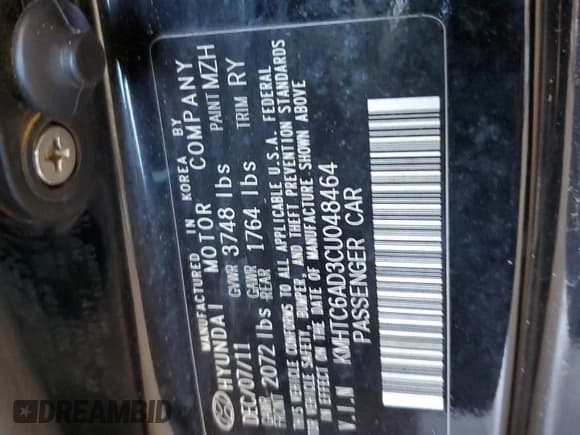 MANUFACTURED IN KOREA BY
HYUNDAI MOTOR COMPANY
DEC/07/11 GVWR 3748 lbs PAINT MZH
GAWR FRONT 2072 lbs GAWR REAR 1764 lbs TRIM RY
THIS VEHICLE CONFORMS TO ALL APPLICABLE U.S.A. FEDERAL
MOTOR VEHICLE SAFETY, BUMPER, AND THEFT PREVENTION STANDARDS
IN EFFECT ON THE DATE OF MANUFACTURE SHOWN ABOVE
V.I.N KMHTC6AD3CU048464
PASSENGER CAR
DREAMBID